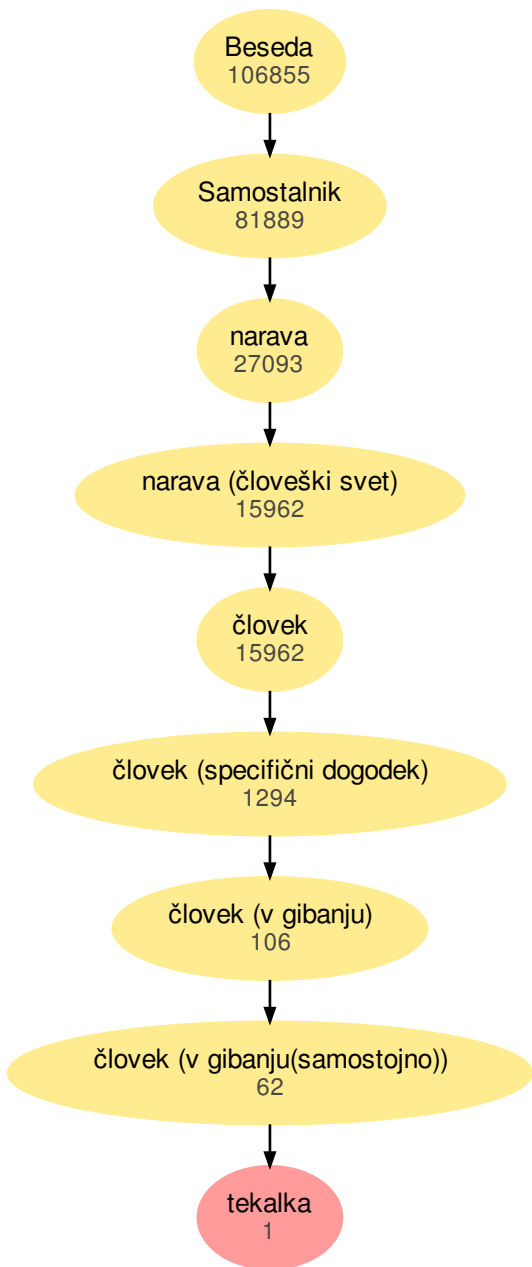 Beseda
106855
Samostalnik
81889
narava
27093
narava (človeški svet)
15962
človek
15962
človek (specifični dogodek)
1294
človek (v gibanju)
106
človek (v gibanju(samostojno))
62
tekalka
1